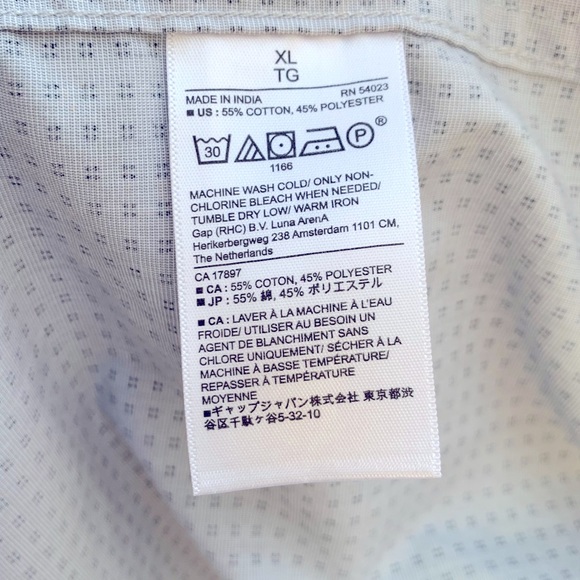 XL
TG
MADE IN INDIA RN 54023
■ US : 55% COTTON, 45% POLYESTER
30 P ®
1166
MACHINE WASH COLD/ ONLY NON-
CHLORINE BLEACH WHEN NEEDED/
TUMBLE DRY LOW/ WARM IRON
Gap (RHC) B.V. Luna ArenA
Herikerbergweg 238 Amsterdam 1101 CM,
The Netherlands
CA 17897
■ CA : 55% COTON, 45% POLYESTER
■ JP : 55% 綿, 45% ポリエステル
■ CA : LAVER À LA MACHINE À L'EAU
FROIDE/ UTILISER AU BESOIN UN
AGENT DE BLANCHIMENT SANS
CHLORE UNIQUEMENT/ SÉCHER À LA
MACHINE À BASSE TEMPÉRATURE/
REPASSER À TEMPÉRATURE
MOYENNE
■ギャップジャパン株式会社 東京都渋
谷区千駄ヶ谷5-32-10